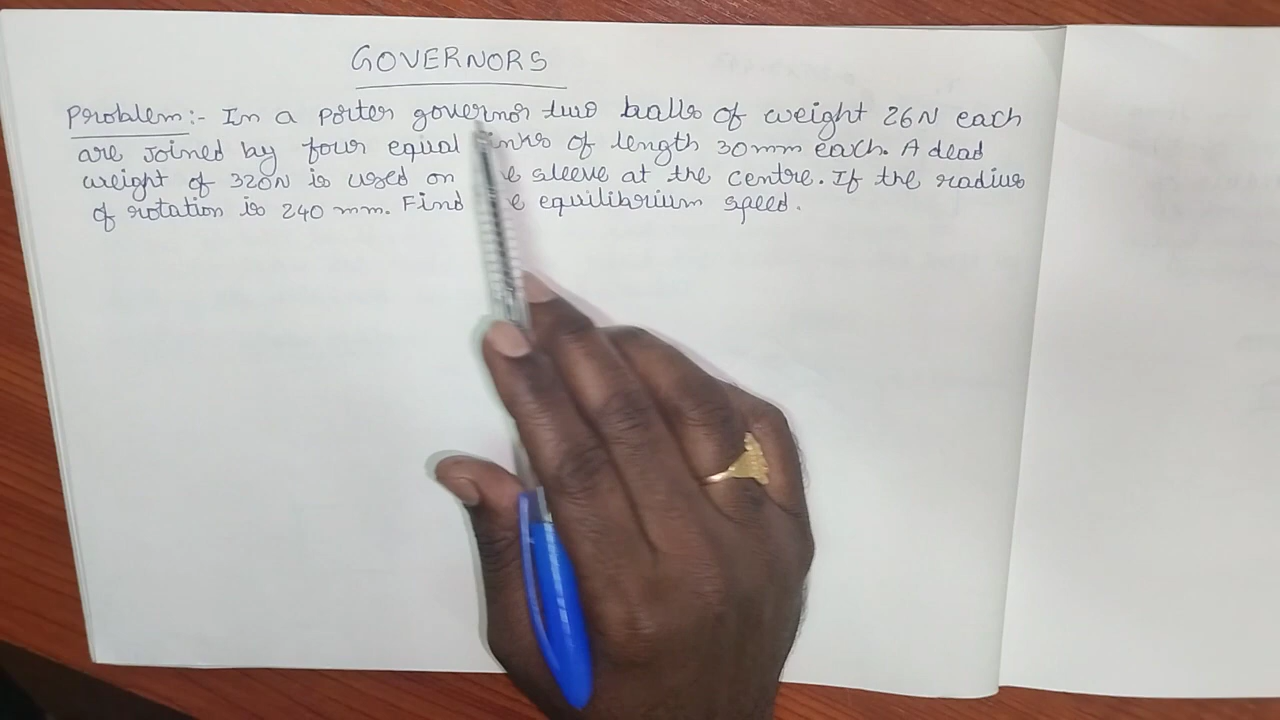 GOVERNORS
Problem:- In a porter governor two balls of weight 26N each
are joined by four equal inks of length 30mm each. A dead
weight of 320N is used on e sleeve at the centre. If the radius
of rotation is 240 mm. Find e equilibrium speed.